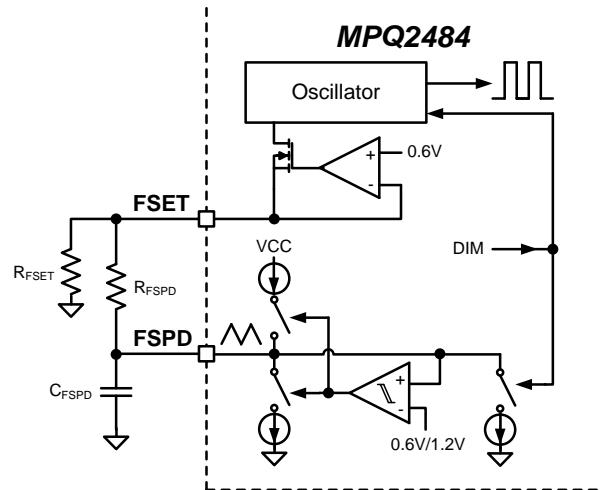 MPQ2484
Oscillator
+
0.6V
-
FSET
RFSET
RFSPD
VCC
DIM
FSPD
CFSPD
+
-
0.6V/1.2V